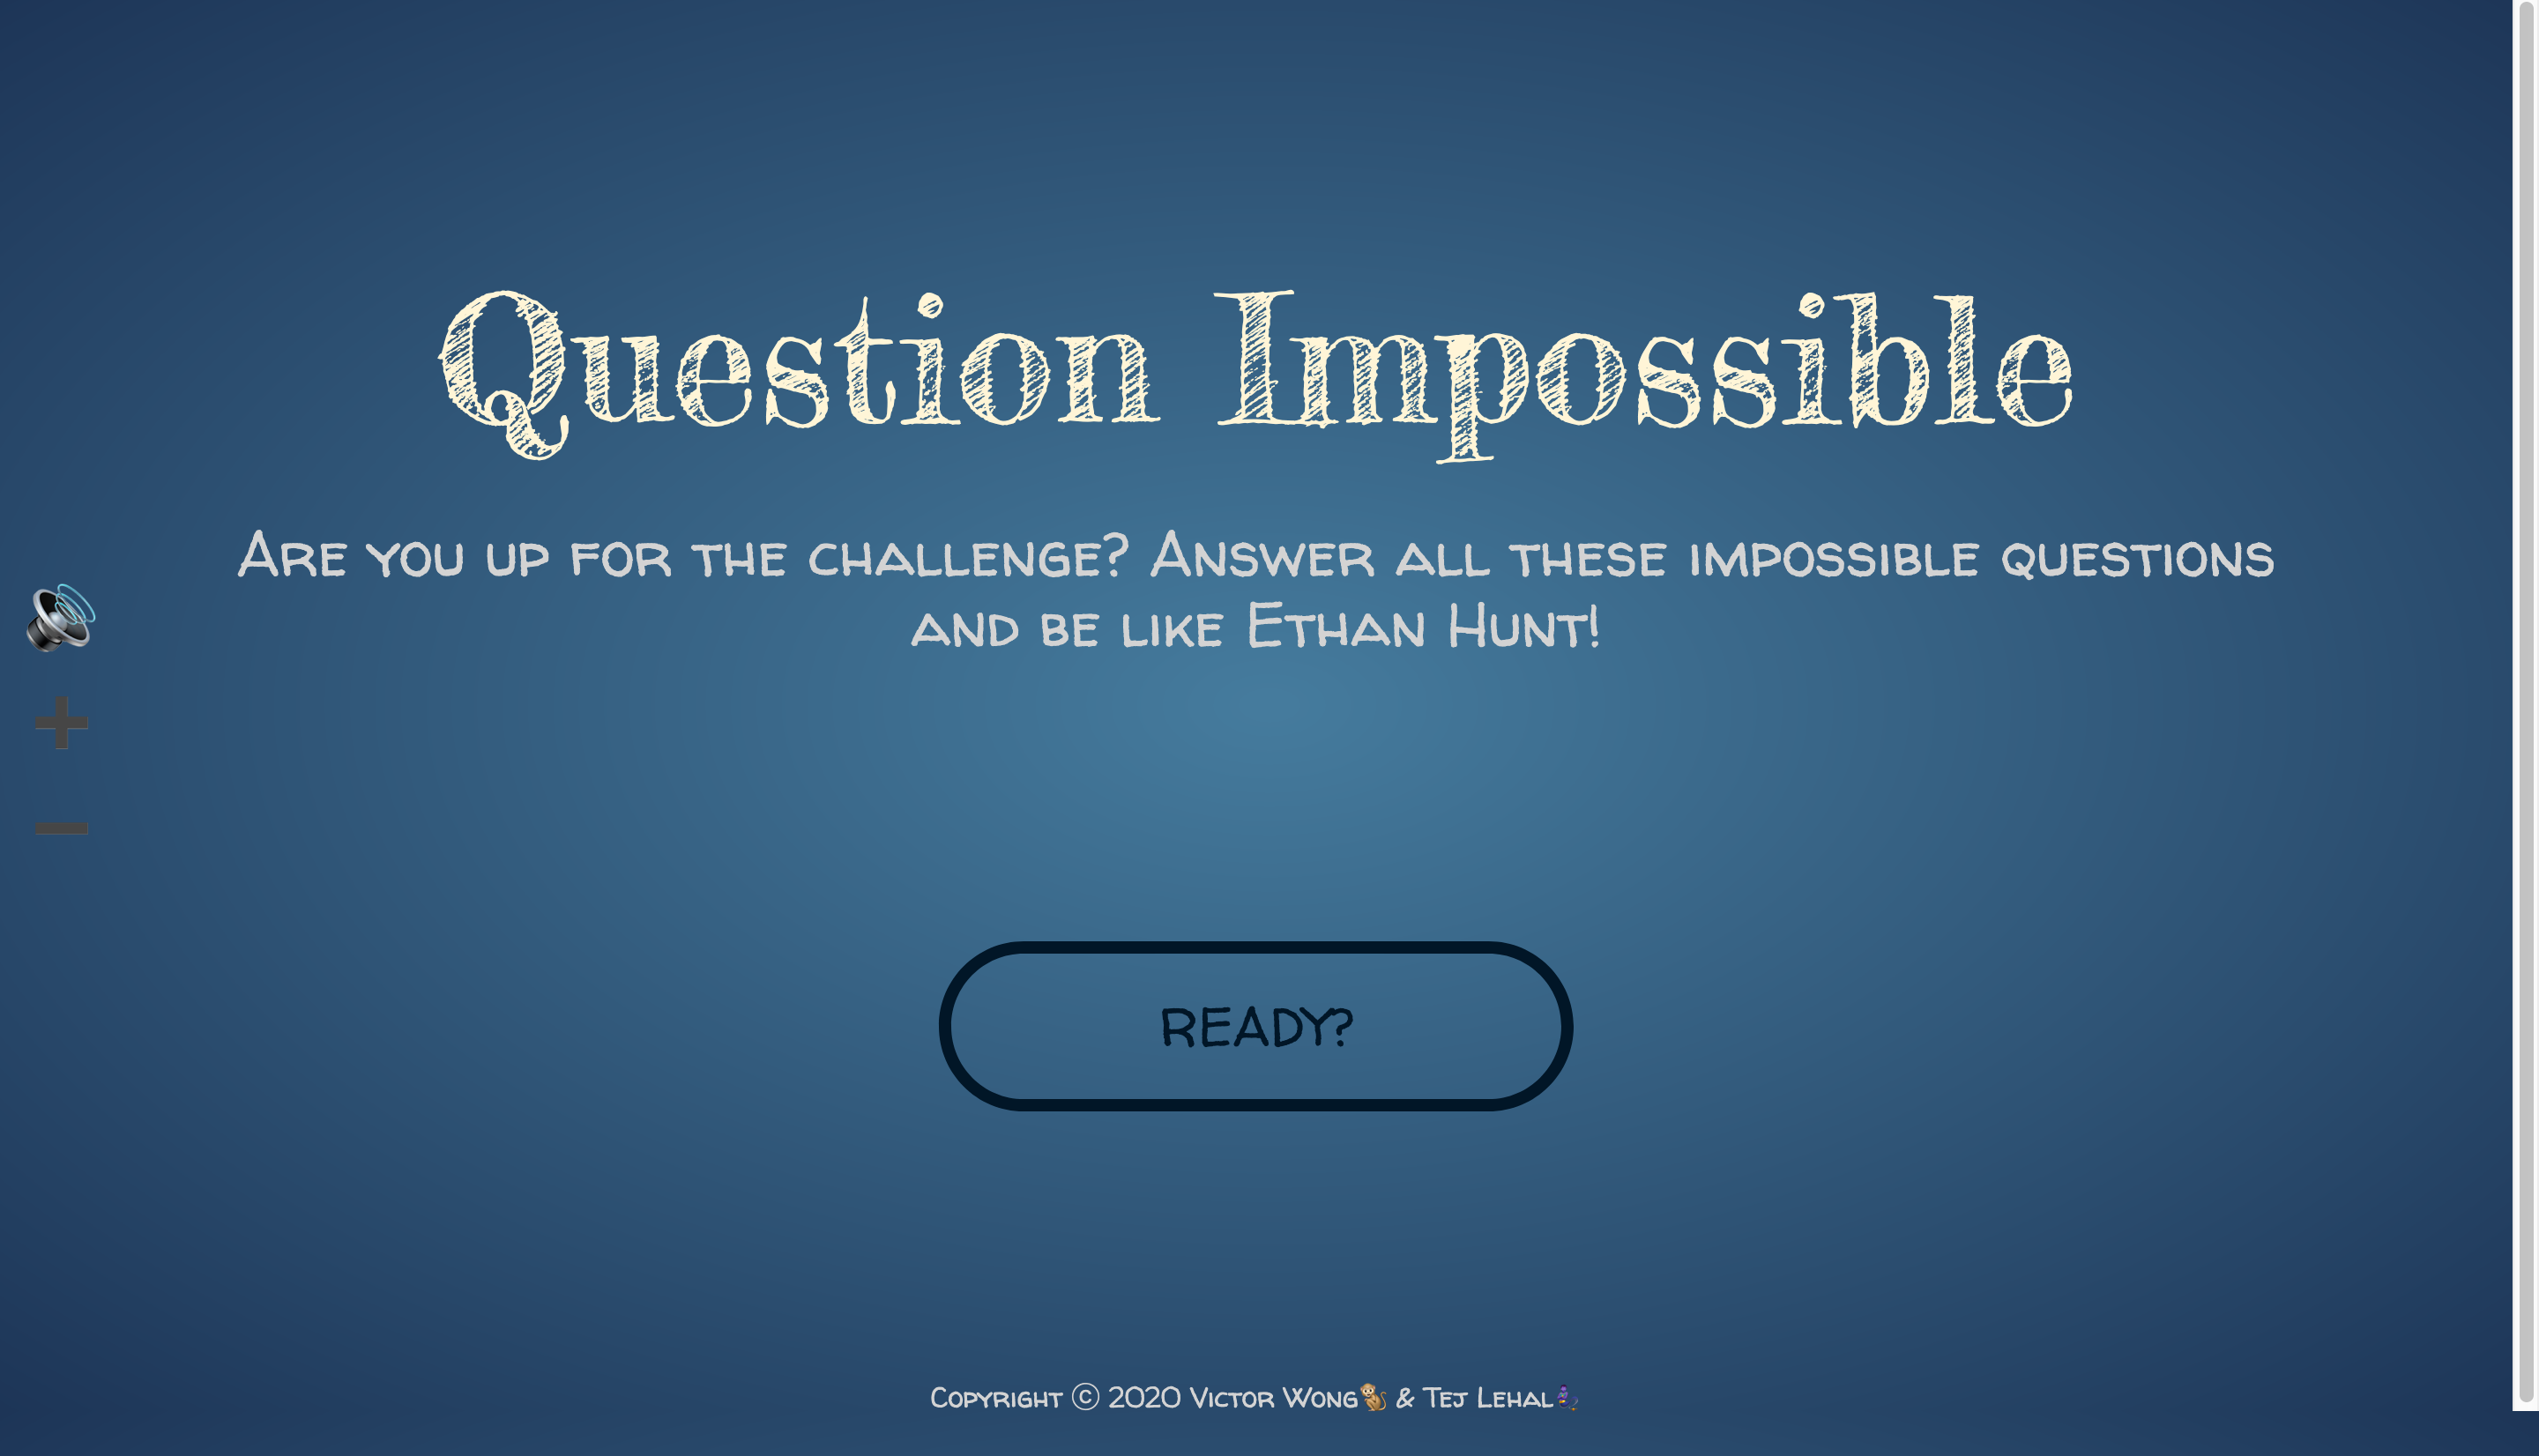 Question Impossible
Are you up for the challenge? Answer all these impossible questions
and be like Ethan Hunt!
READY?
Copyright © 2020 Victor Wong🐒 & Tej Lehal🧞‍♂️